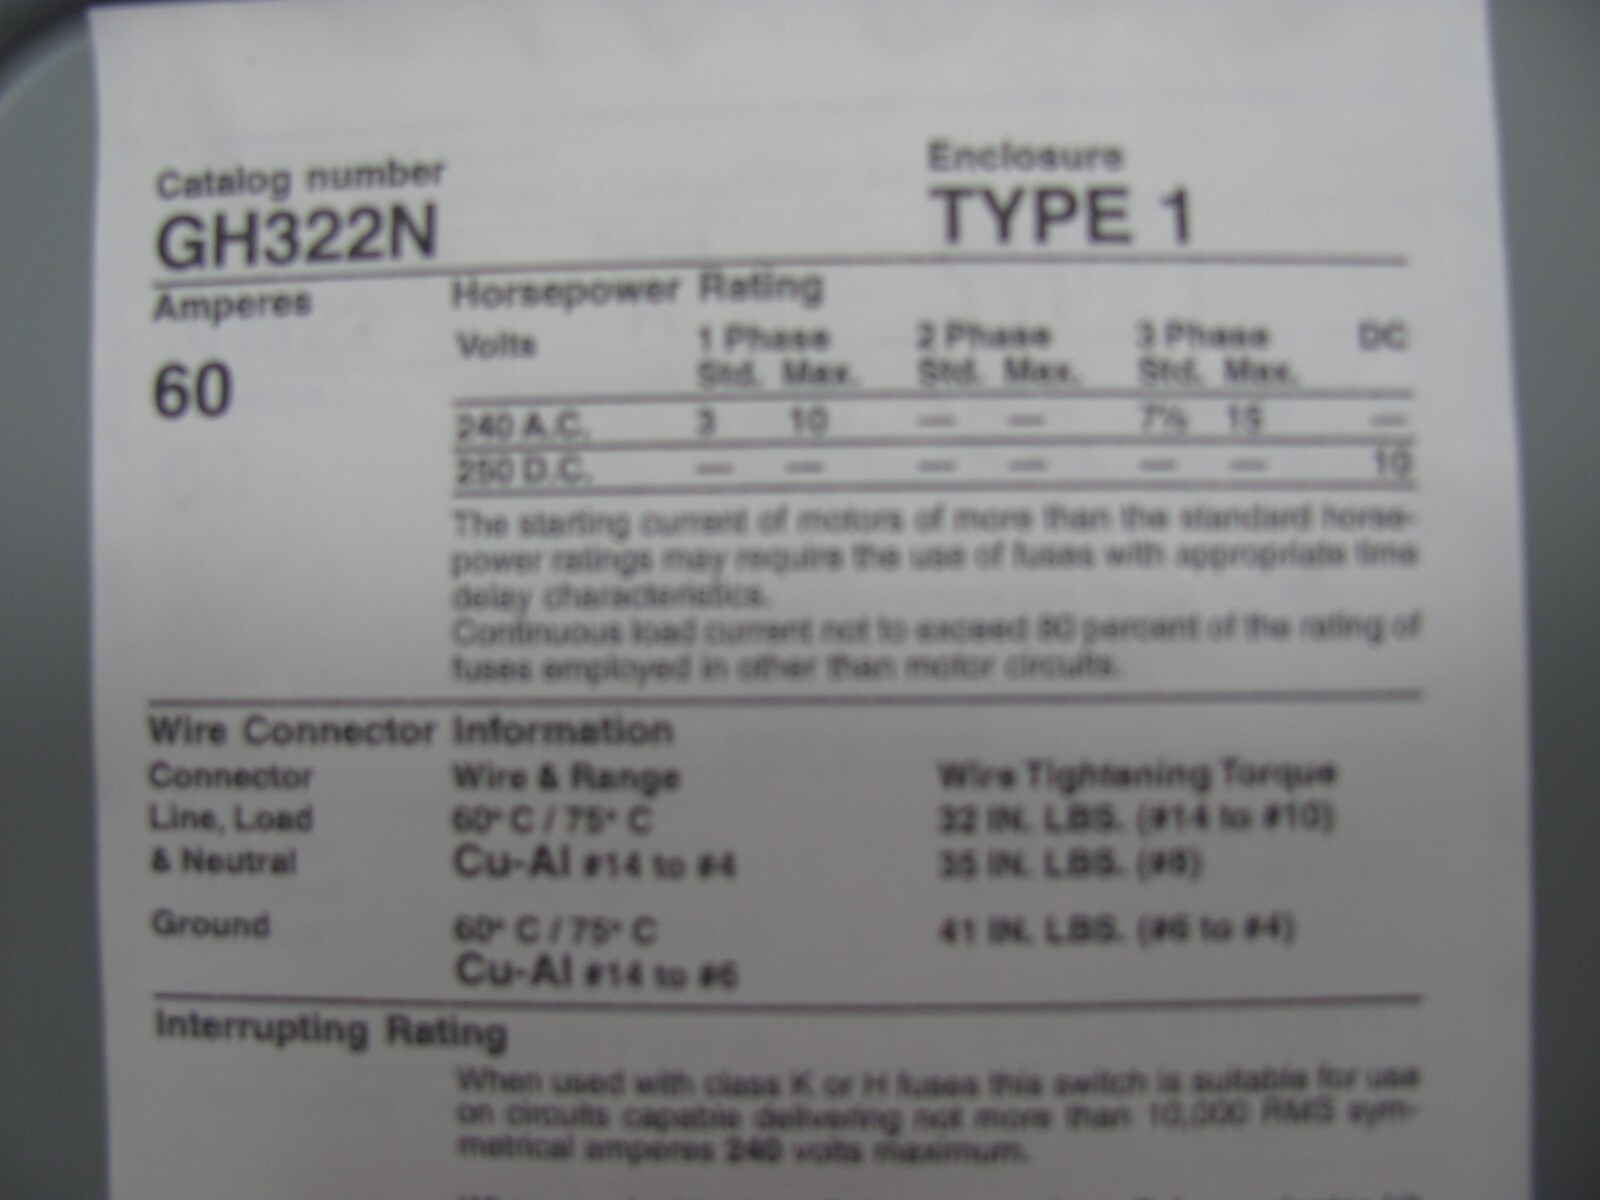 Catalog number
GH322N
Enclosure
TYPE 1
Amperes
60
Horsepower Rating
Volts 1 Phase 2 Phase 3 Phase DC
Std. Max. Std. Max. Std. Max.
240 A.C. 3 10 — — 7½ 15 —
250 D.C. — — — — — — 10
The starting current of motors of more than the standard horse-
power ratings may require the use of fuses with appropriate time
delay characteristics.
Continuous load current not to exceed 80 percent of the rating of
fuses employed in other than motor circuits.
Wire Connector Information
Connector Wire & Range Wire Tightening Torque
Line, Load 60° C / 75° C 32 IN. LBS. (#14 to #10)
& Neutral Cu-Al #14 to #4 35 IN. LBS. (#8)
Ground 60° C / 75° C 41 IN. LBS. (#6 to #4)
Cu-Al #14 to #6
Interrupting Rating
When used with class K or H fuses this switch is suitable for use
on circuits capable delivering not more than 10,000 RMS sym-
metrical amperes 240 volts maximum.